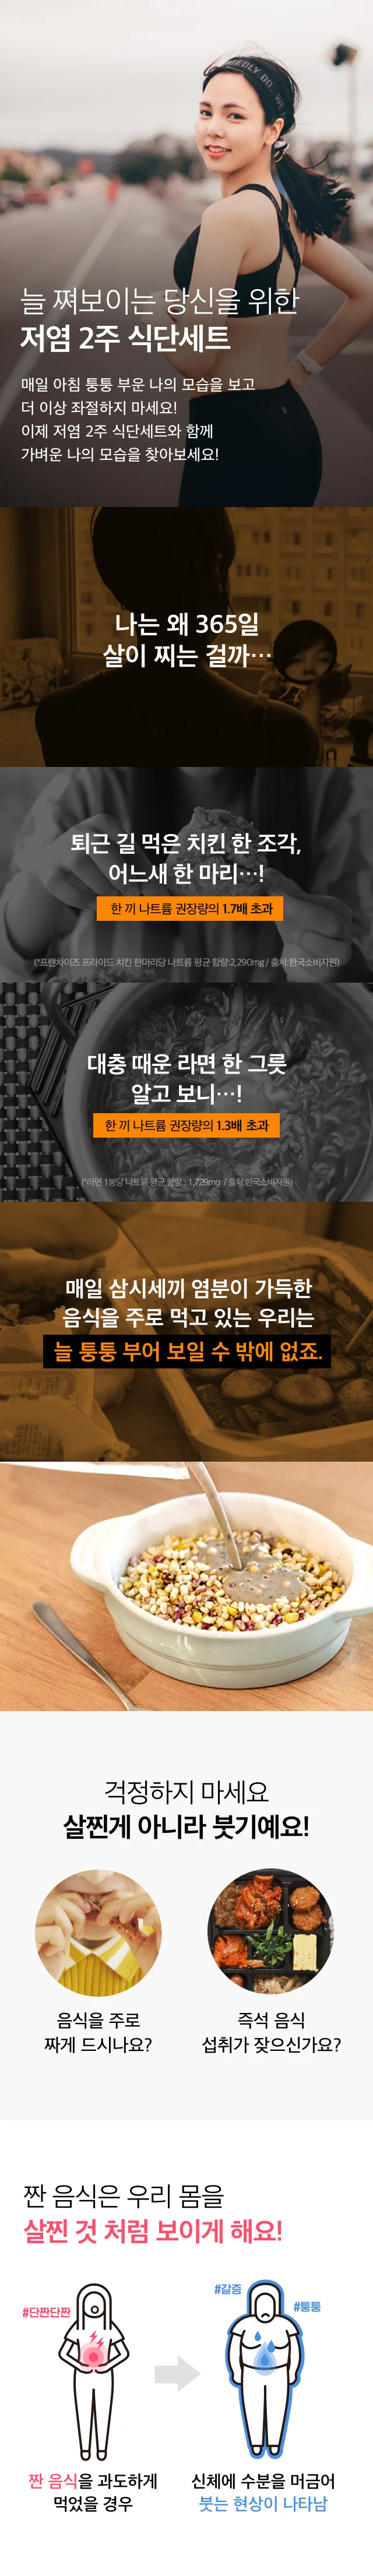 늘 쪄보이는 당신을 위한
저염 2주 식단세트
매일 아침 퉁퉁 부운 나의 모습을 보고
더 이상 좌절하지 마세요!
이제 저염 2주 식단세트와 함께
가벼운 나의 모습을 찾아보세요!
나는 왜 365일
살이 찌는 걸까…
퇴근 길 먹은 치킨 한 조각,
어느새 한 마리…!
한 끼 나트륨 권장량의 1.7배 초과
(*프랜차이즈 프라이드 치킨 한마리당 나트륨 평균 함량:2,290mg / 출처:한국소비자원)
대충 때운 라면 한 그릇
알고 보니…!
한 끼 나트륨 권장량의 1.3배 초과
(*라면 1봉당 나트륨 평균 함량 : 1,729mg / 출처:한국소비자원)
매일 삼시세끼 염분이 가득한
음식을 주로 먹고 있는 우리는
늘 퉁퉁 부어 보일 수 밖에 없죠.
걱정하지 마세요
살찐게 아니라 붓기예요!
음식을 주로
짜게 드시나요?
즉석 음식
섭취가 잦으신가요?
짠 음식은 우리 몸을
살찐 것 처럼 보이게 해요!
#단짠단짠
#갈증
#퉁퉁
짠 음식을 과도하게
먹었을 경우
신체에 수분을 머금어
붓는 현상이 나타남